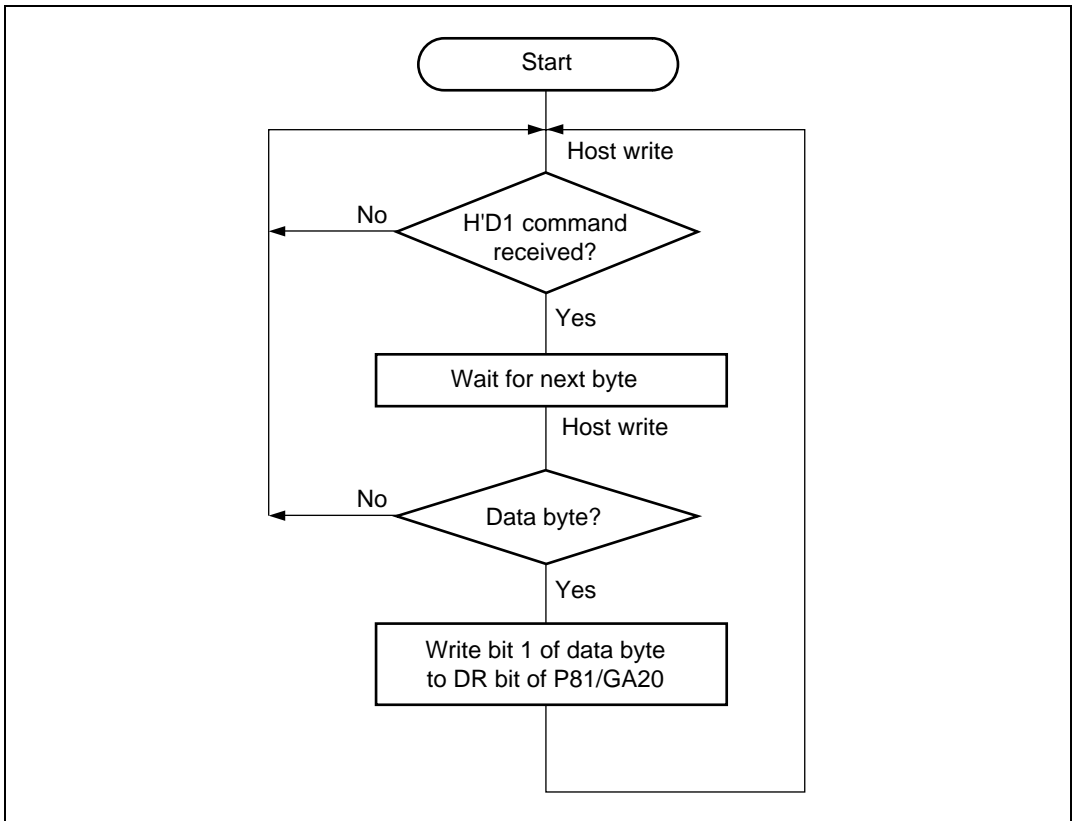 Start
Host write
No
H'D1 command
received?
Yes
Wait for next byte
Host write
No
Data byte?
Yes
Write bit 1 of data byte
to DR bit of P81/GA20